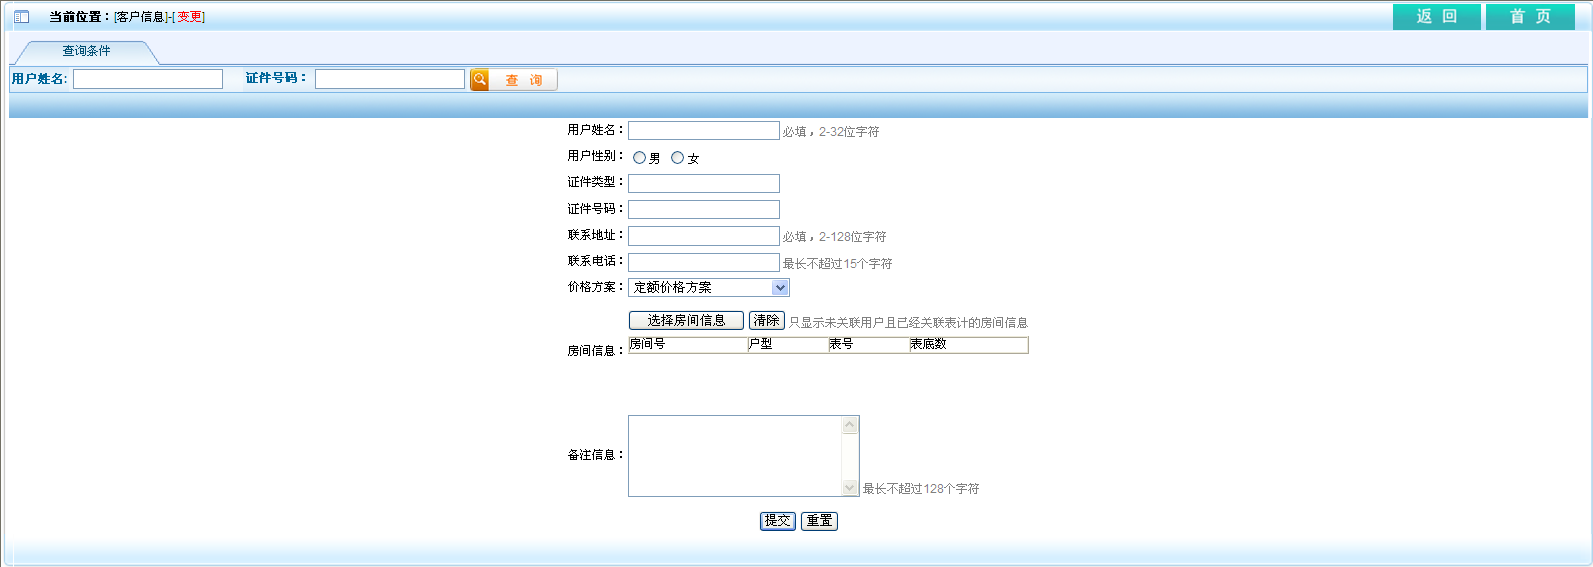 当前位置：[客户信息]-[变更] 返 回 首 页
查询条件
用户姓名: 证件号码： 查 询
用户姓名： 必填，2-32位字符
用户性别： 男 女
证件类型：
证件号码：
联系地址： 必填，2-128位字符
联系电话： 最长不超过15个字符
价格方案： 定额价格方案
选择房间信息 清除 只显示未关联用户且已经关联表计的房间信息
房间信息： 房间号 户型 表号 表底数
备注信息： 最长不超过128个字符
提交 重置